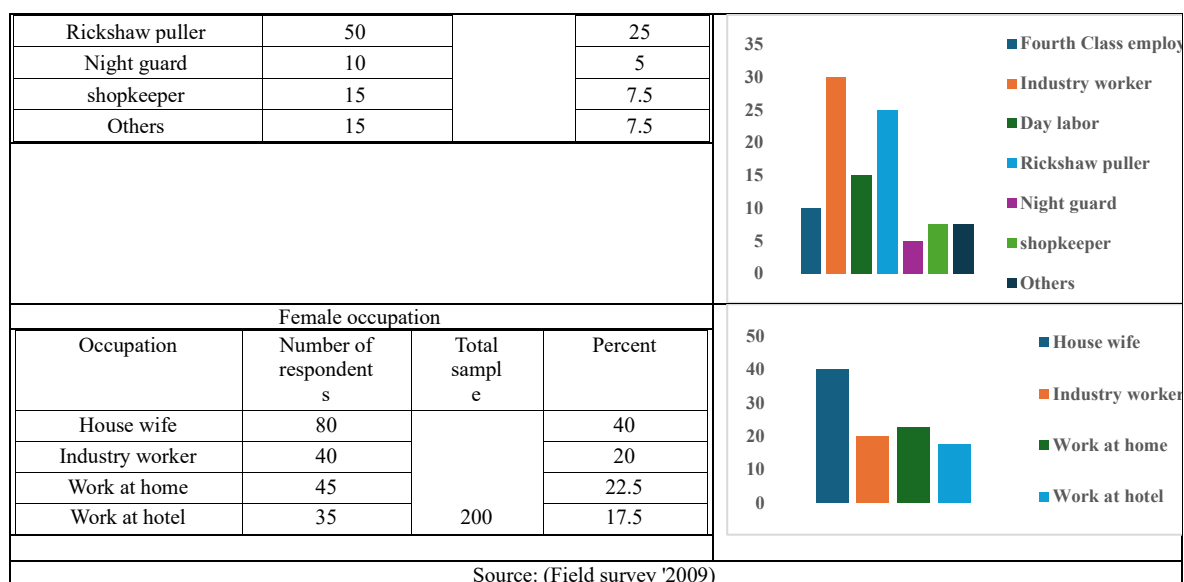 Rickshaw puller 50 25
Night guard 10 5
shopkeeper 15 7.5
Others 15 7.5
35
30
25
20
15
10
5
0
Fourth Class employ
Industry worker
Day labor
Rickshaw puller
Night guard
shopkeeper
Others
Female occupation
Occupation Number of Total Percent
respondent sampl
s e
House wife 80 40
Industry worker 40 20
Work at home 45 22.5
Work at hotel 35 200 17.5
50
40
30
20
10
0
House wife
Industry worker
Work at home
Work at hotel
Source: (Field survey '2009)